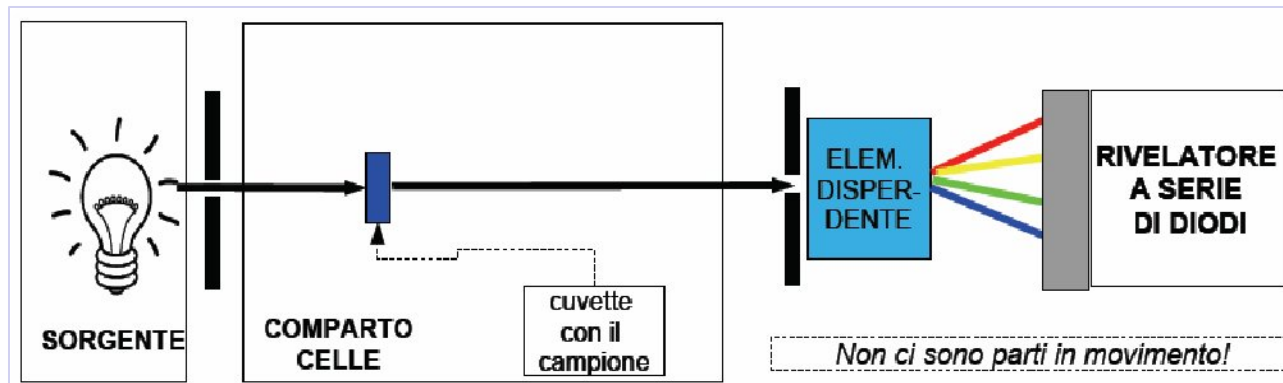 SORGENTE
COMPARTO
CELLE
cuvette
con il
campione
ELEM.
DISPER-
DENTE
RIVELATORE
A SERIE
DI DIODI
Non ci sono parti in movimento!